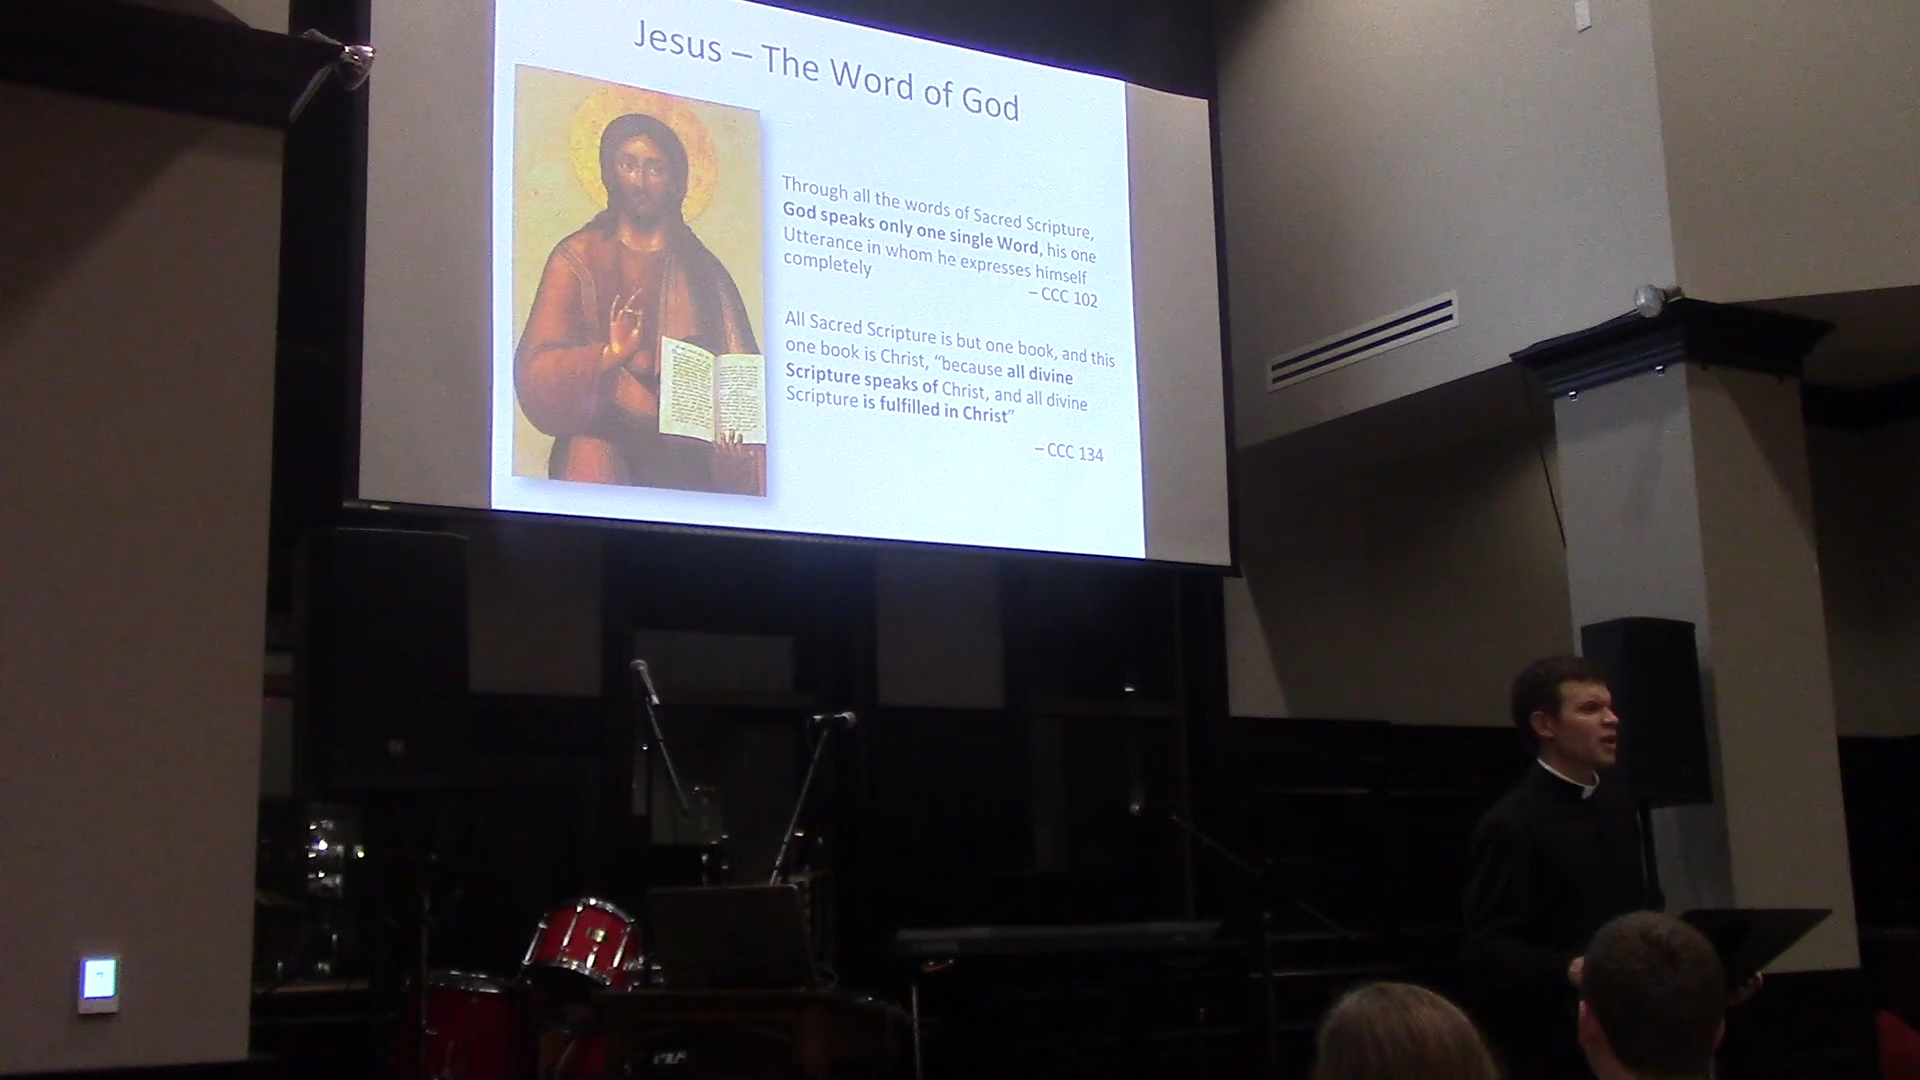 Jesus – The Word of God
Through all the words of Sacred Scripture,
God speaks only one single Word, his one
Utterance in whom he expresses himself
completely
– CCC 102
All Sacred Scripture is but one book, and this
one book is Christ, “because all divine
Scripture speaks of Christ, and all divine
Scripture is fulfilled in Christ”
– CCC 134